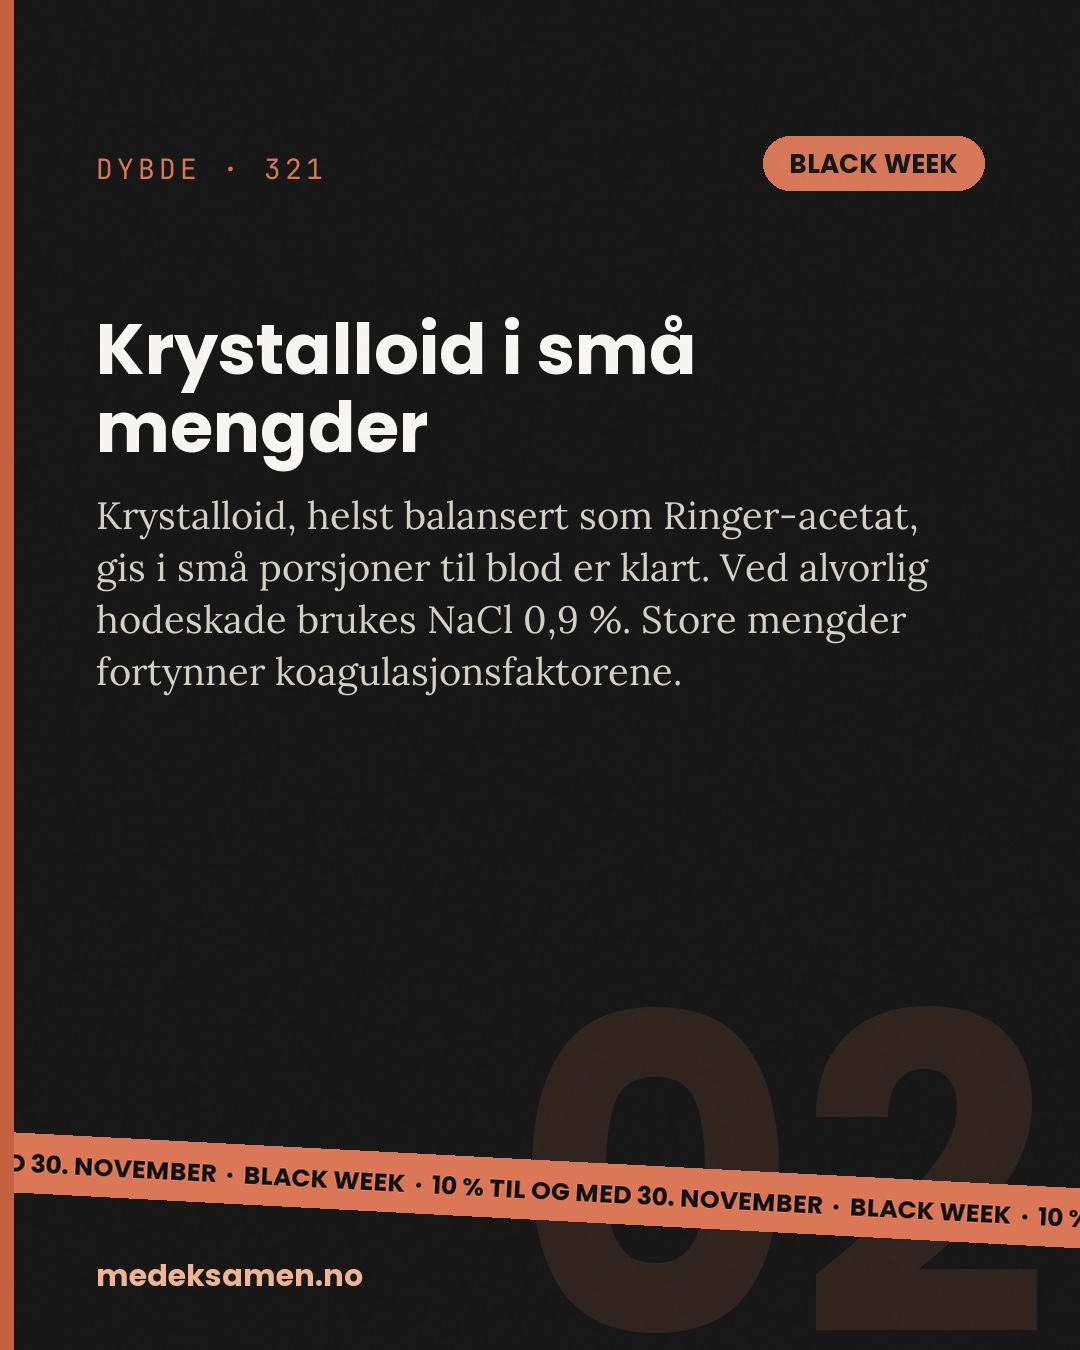 DYBDE · 321
BLACK WEEK
Krystalloid i små
mengder
Krystalloid, helst balansert som Ringer-acetat,
gis i små porsjoner til blod er klart. Ved alvorlig
hodeskade brukes NaCl 0,9 %. Store mengder
fortynner koagulasjonsfaktorene.
02
30. NOVEMBER · BLACK WEEK · 10 % TIL OG MED 30. NOVEMBER · BLACK WEEK · 10 %
medeksamen.no